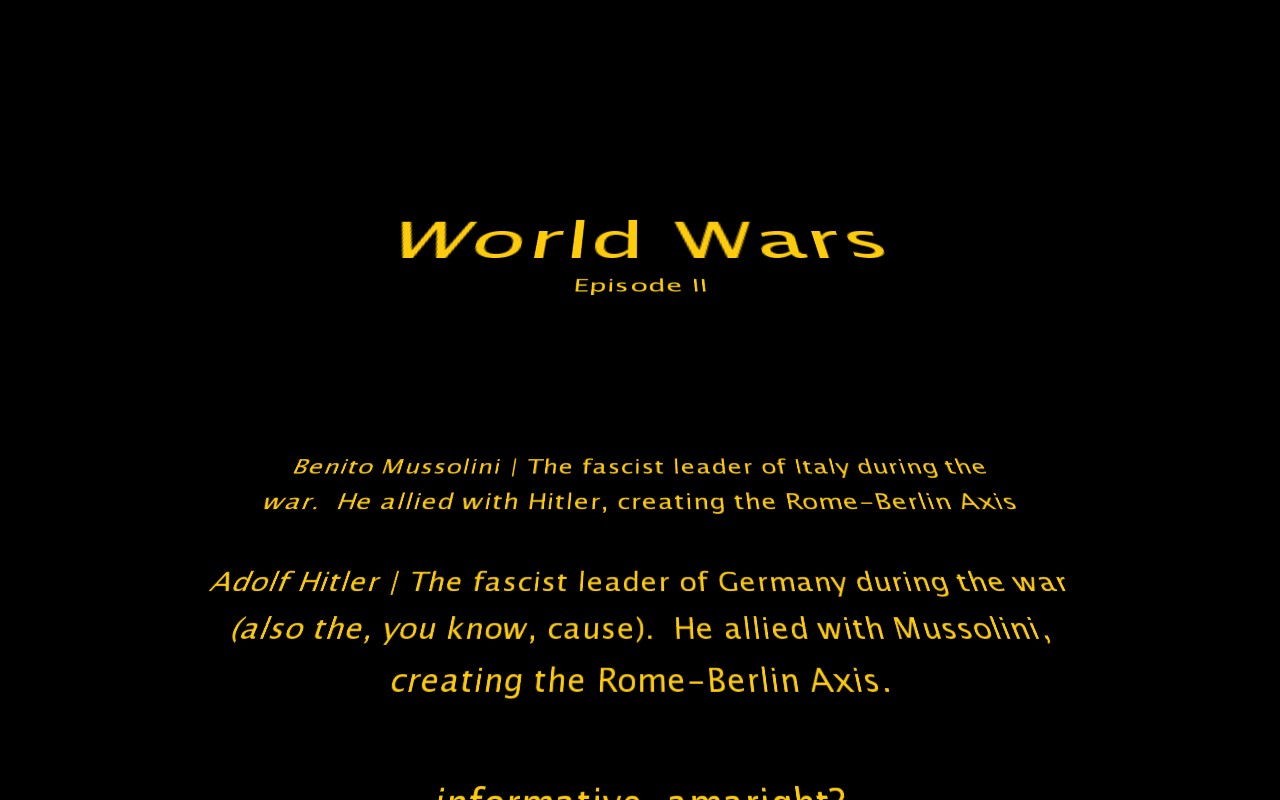 World Wars
Episode II
Benito Mussolini | The fascist leader of Italy during the
war.  He allied with Hitler, creating the Rome-Berlin Axis
Adolf Hitler | The fascist leader of Germany during the war
(also the, you know, cause).  He allied with Mussolini,
creating the Rome-Berlin Axis.
informative, amaright?